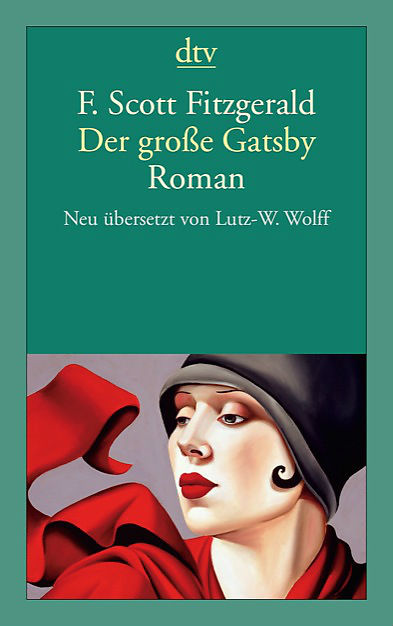 dtv
F. Scott Fitzgerald
Der große Gatsby
Roman
Neu übersetzt von Lutz-W. Wolff